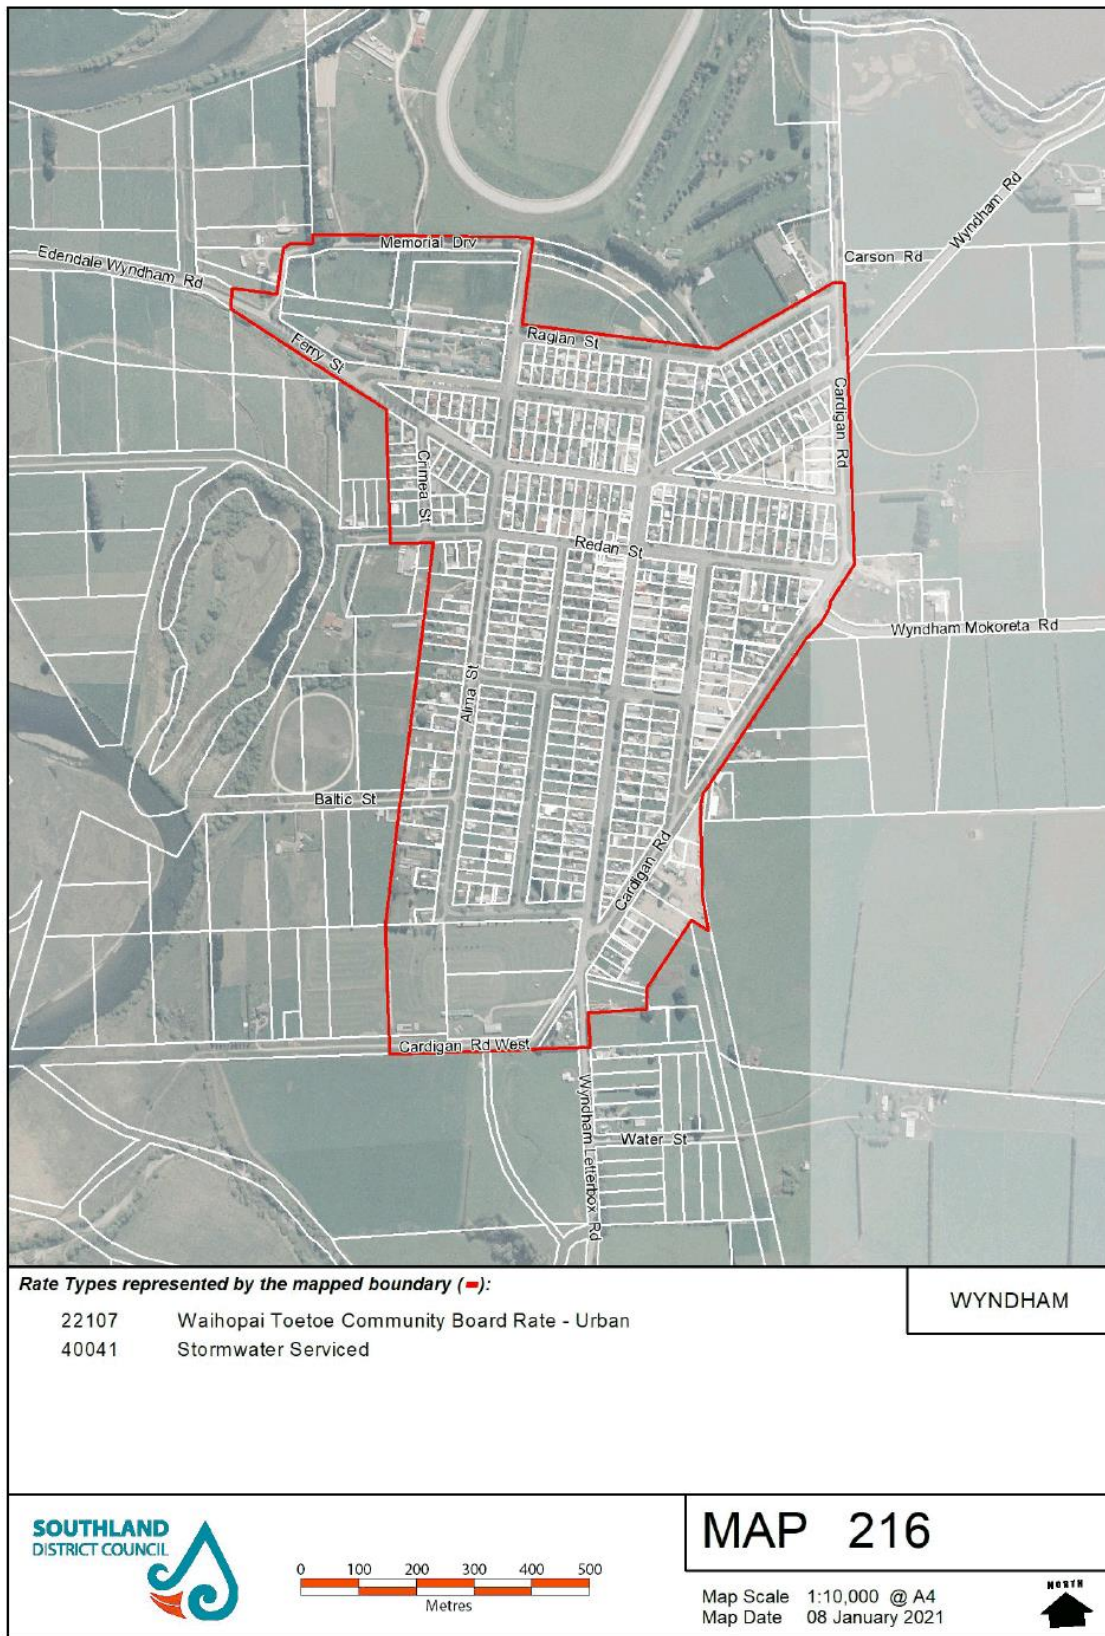 Memorial Drv
Edendale Wyndham Rd
Carson Rd
Wyndham Rd
Ferry St
Raglan St
Cardigan Rd
Crimea St
Redan St
Wyndham Mokoreta Rd
Alma St
Baltic St
Cardigan Rd
Cardigan Rd West
Wyndham Letterbox Rd
Water St
Rate Types represented by the mapped boundary (-):
22107 Waihopai Toetoe Community Board Rate - Urban
40041 Stormwater Serviced
WYNDHAM
SOUTHLAND
DISTRICT COUNCIL
0 100 200 300 400 500
Metres
MAP 216
Map Scale 1:10,000 @ A4
Map Date 08 January 2021
NORTH